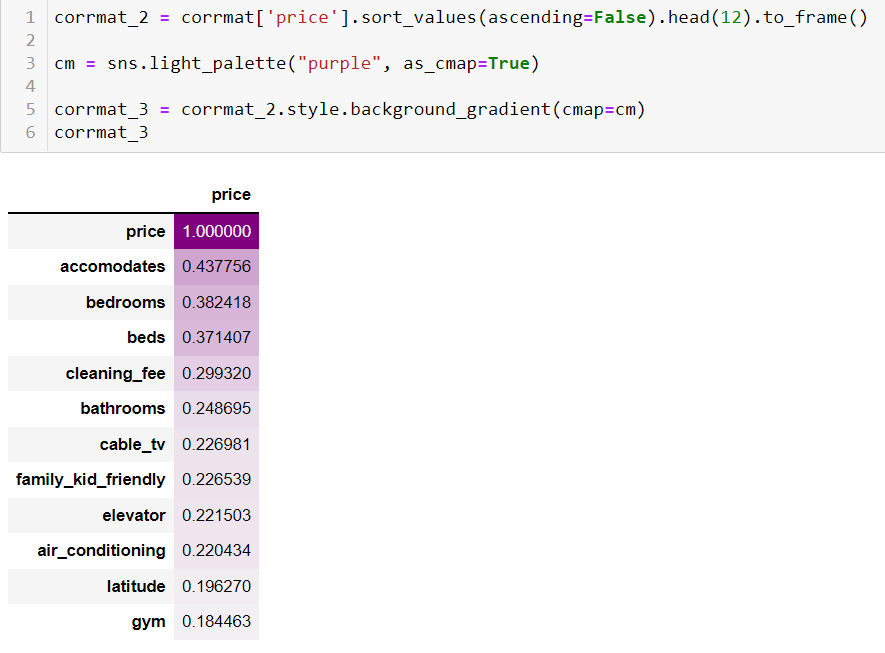 1 corrmat_2 = corrmat['price'].sort_values(ascending=False).head(12).to_frame()
2
3 cm = sns.light_palette("purple", as_cmap=True)
4
5 corrmat_3 = corrmat_2.style.background_gradient(cmap=cm)
6 corrmat_3
price
price 1.000000
accomodates 0.437756
bedrooms 0.382418
beds 0.371407
cleaning_fee 0.299320
bathrooms 0.248695
cable_tv 0.226981
family_kid_friendly 0.226539
elevator 0.221503
air_conditioning 0.220434
latitude 0.196270
gym 0.184463